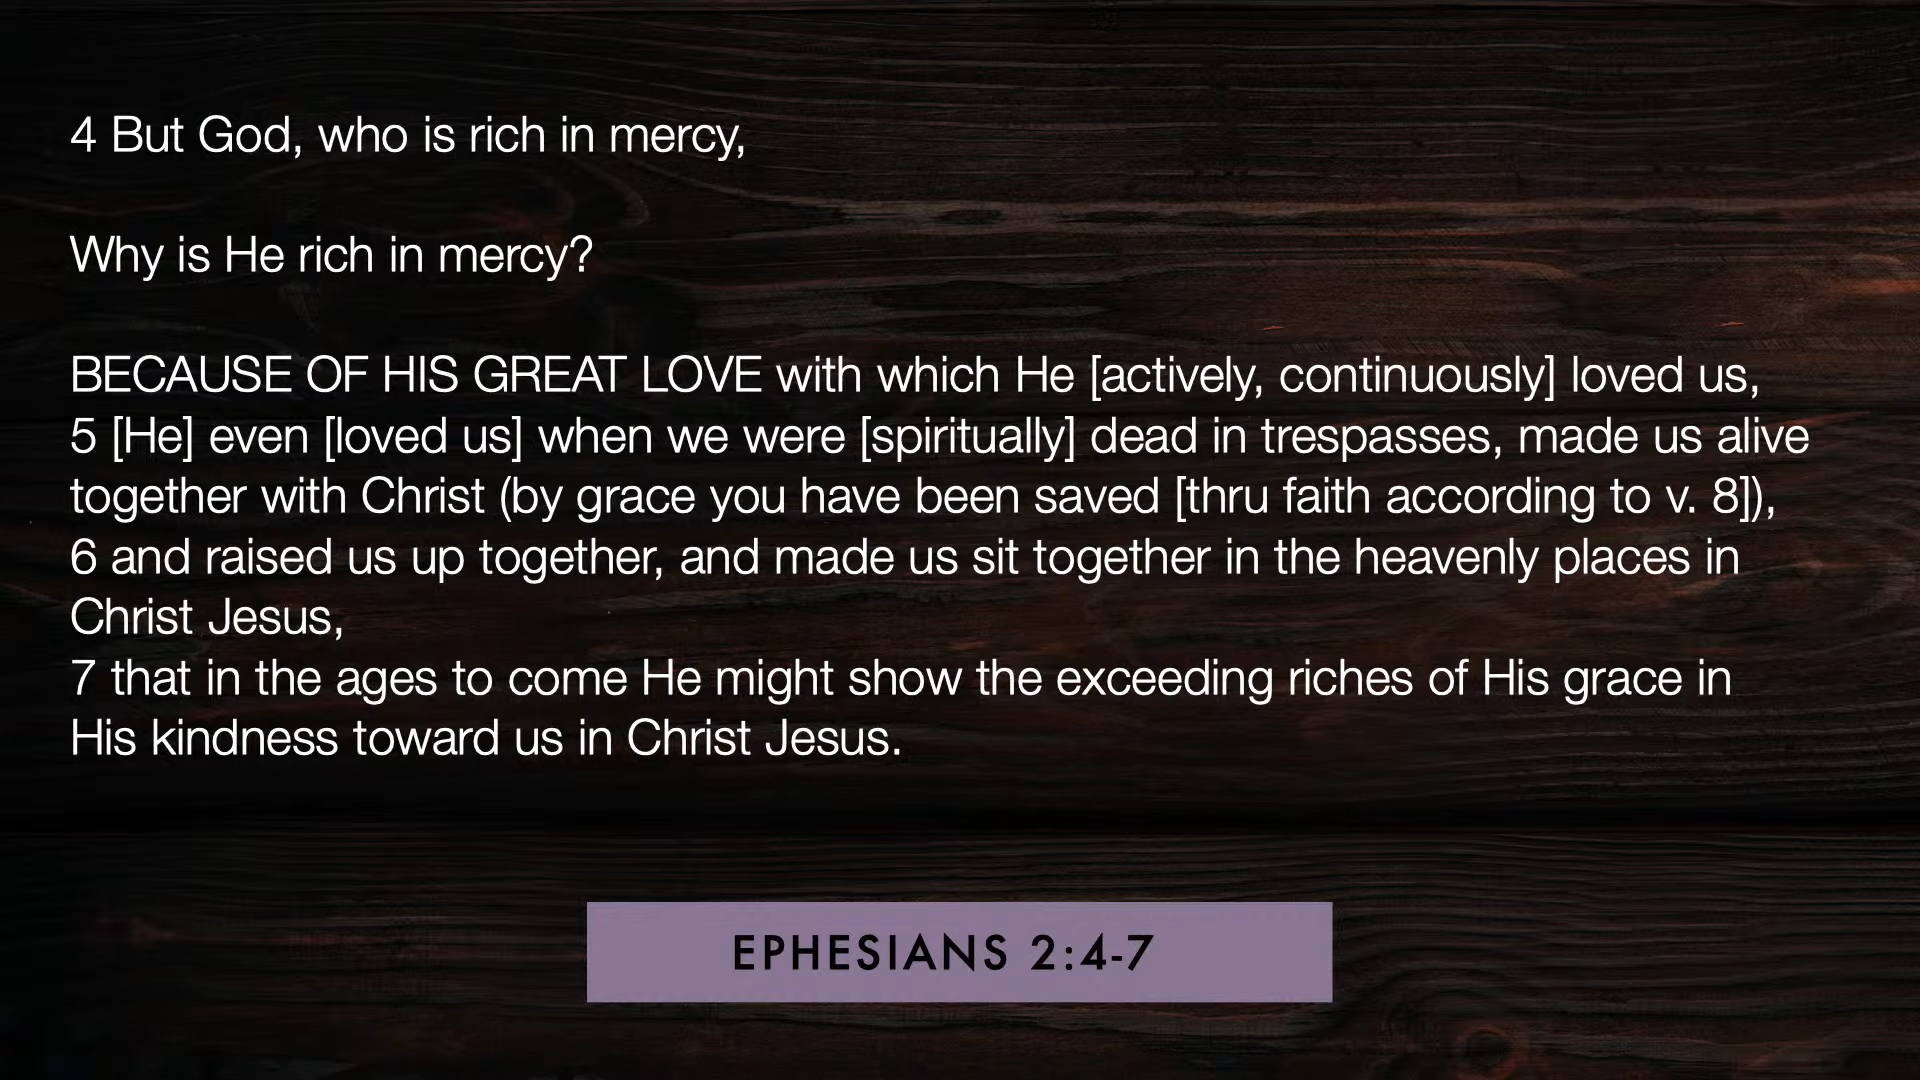 4 But God, who is rich in mercy,
Why is He rich in mercy?
BECAUSE OF HIS GREAT LOVE with which He [actively, continuously] loved us,
5 [He] even [loved us] when we were [spiritually] dead in trespasses, made us alive
together with Christ (by grace you have been saved [thru faith according to v. 8]),
6 and raised us up together, and made us sit together in the heavenly places in
Christ Jesus,
7 that in the ages to come He might show the exceeding riches of His grace in
His kindness toward us in Christ Jesus.
EPHESIANS 2:4-7